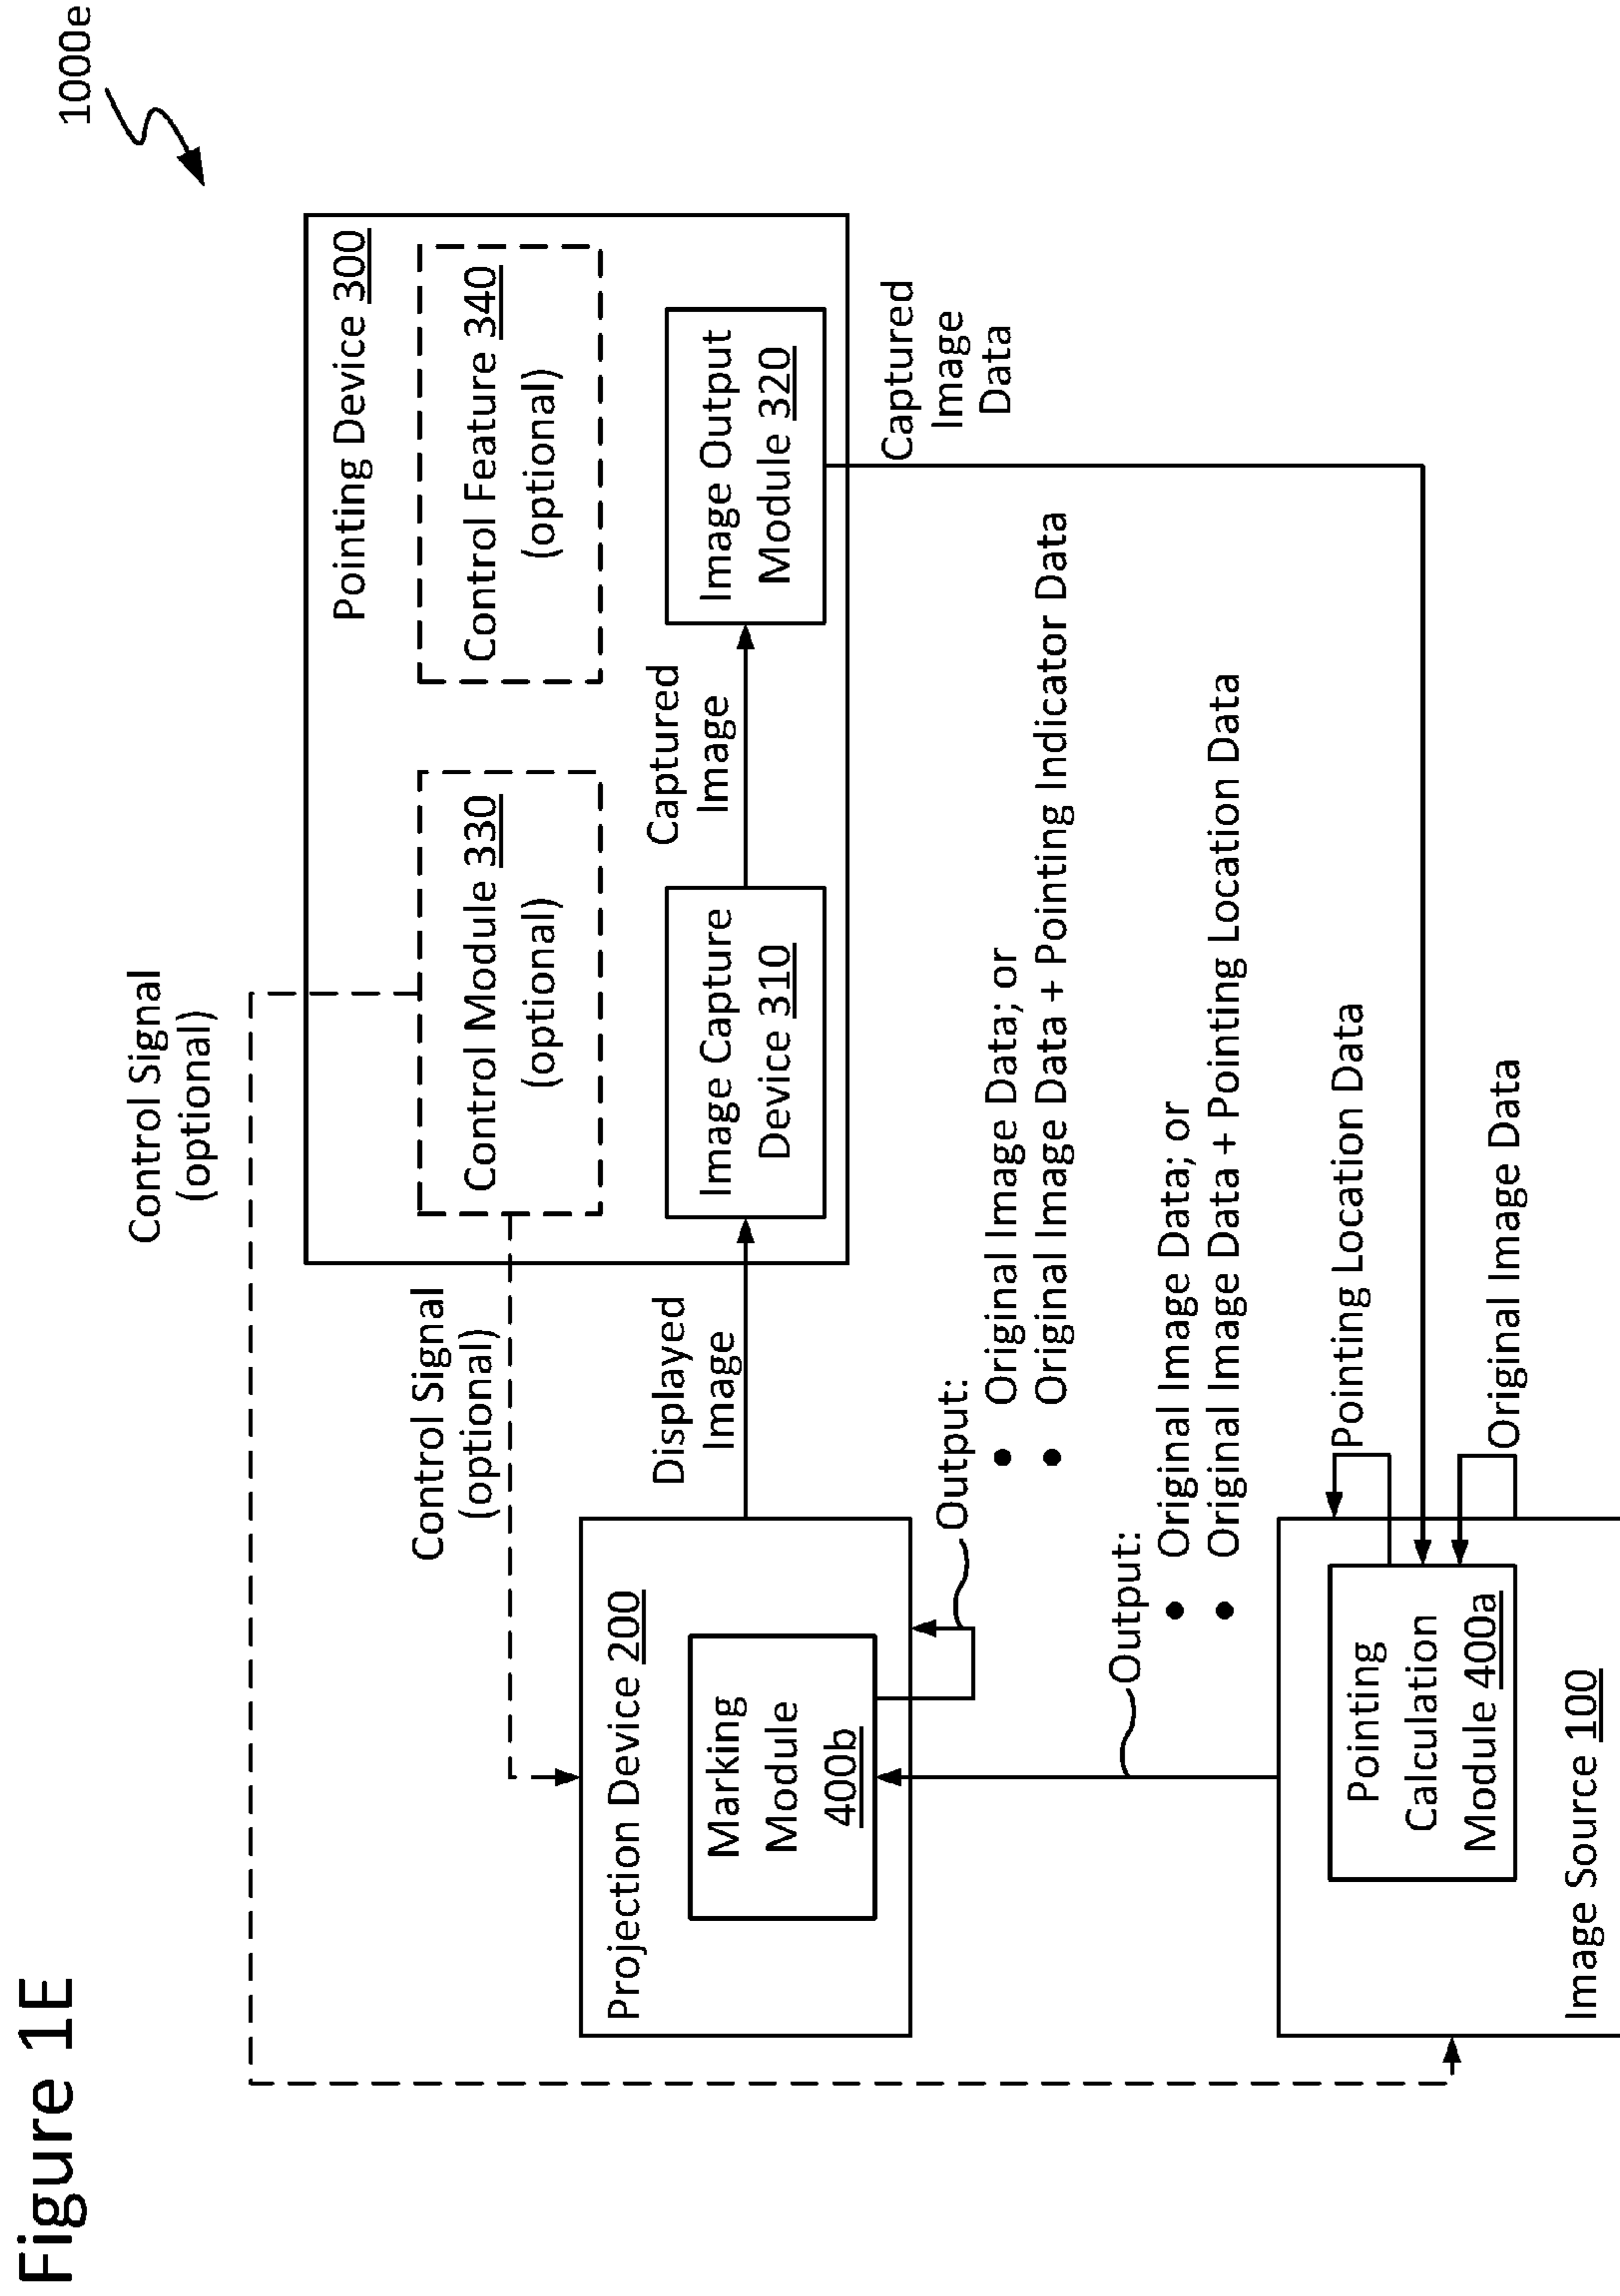 Figure 1E
1000e
Control Signal
(optional)
Pointing Device 300
Control Module 330
(optional)
Control Feature 340
(optional)
Control Signal
(optional)
Displayed
Image
Image Capture
Device 310
Captured
Image
Image Output
Module 320
Projection Device 200
Marking
Module
400b
Captured
Image
Data
Output:
• Original Image Data; or
• Original Image Data + Pointing Indicator Data
Output:
• Original Image Data; or
• Original Image Data + Pointing Location Data
Pointing Location Data
Pointing
Calculation
Module 400a
Original Image Data
Image Source 100